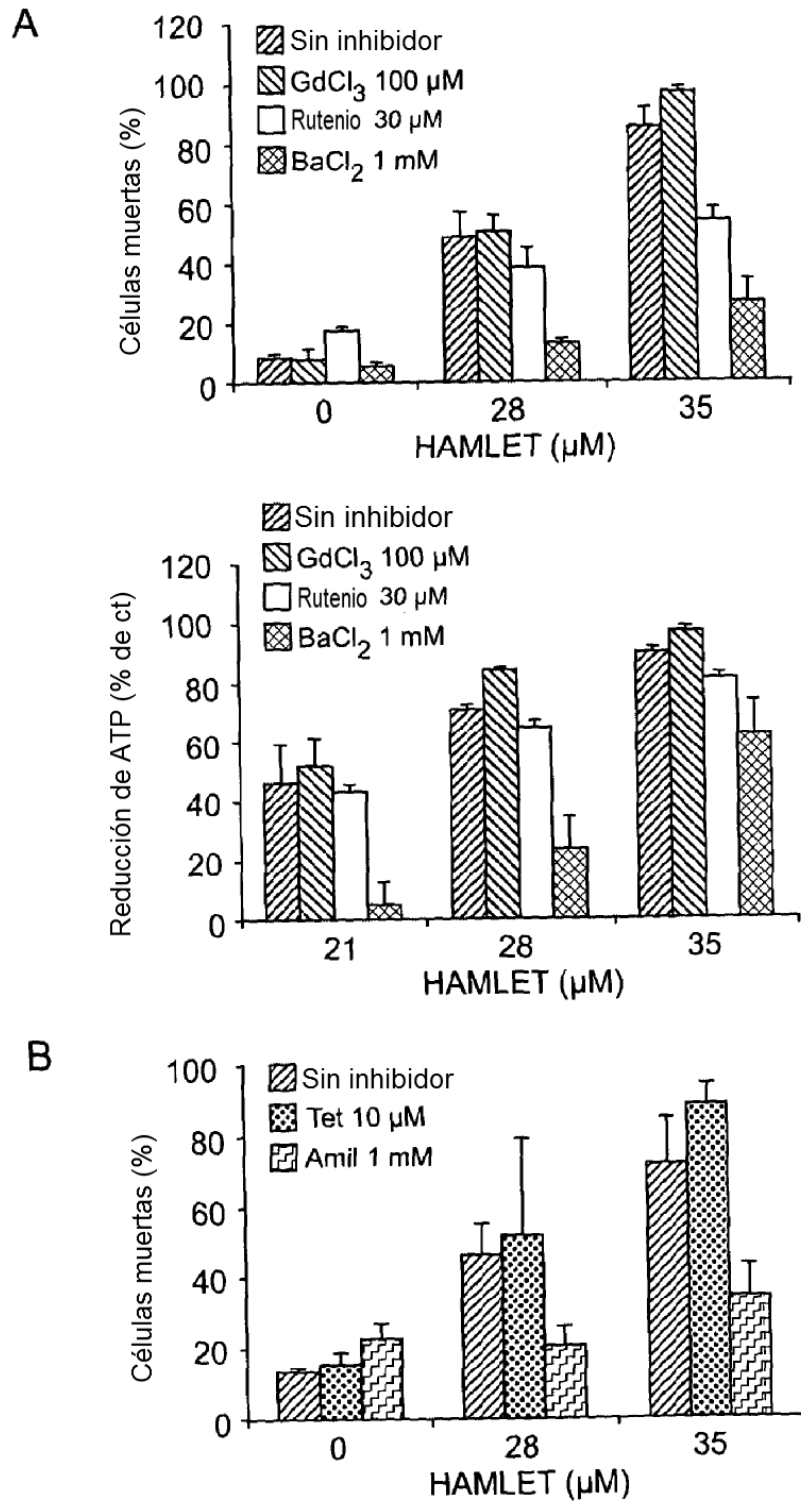 A
120
100
80
60
40
20
0
Células muertas (%)
Sin inhibidor
GdCl3 100 µM
Rutenio 30 µM
BaCl2 1 mM
0 28 35
HAMLET (µM)
120
100
80
60
40
20
0
Reducción de ATP (% de ct)
Sin inhibidor
GdCl3 100 µM
Rutenio 30 µM
BaCl2 1 mM
21 28 35
HAMLET (µM)
B
100
80
60
40
20
0
Células muertas (%)
Sin inhibidor
Tet 10 µM
Amil 1 mM
0 28 35
HAMLET (µM)